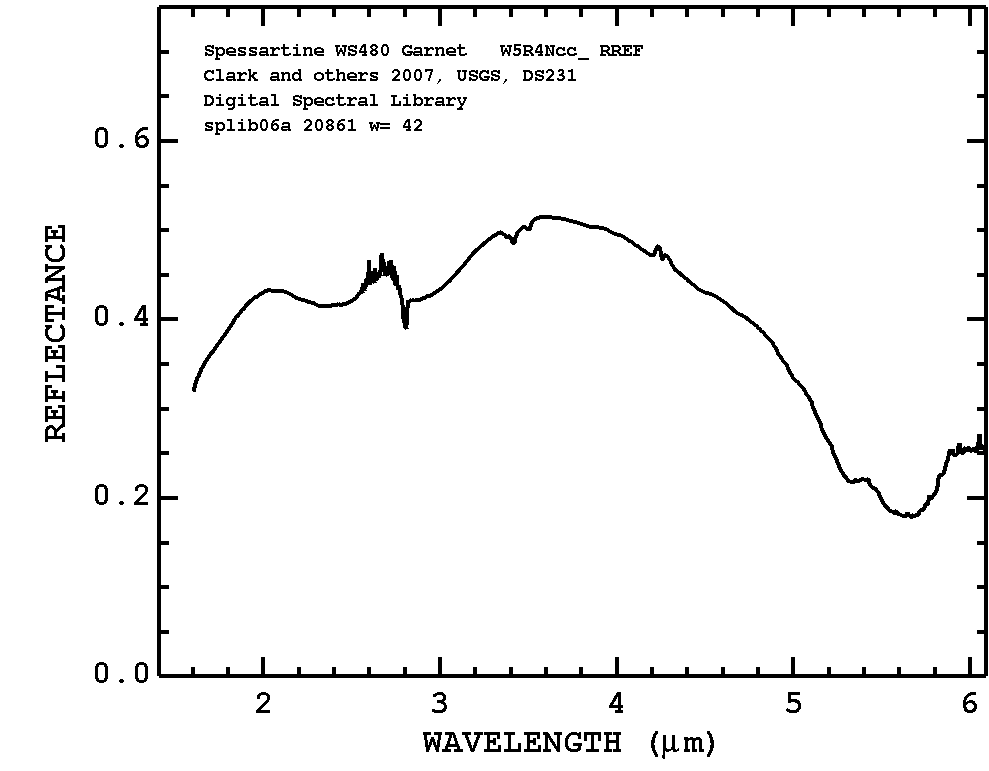 Spessartine WS480 Garnet W5R4Ncc_ RREF
Clark and others 2007, USGS, DS231
Digital Spectral Library
splib06a 20861 w= 42
REFLECTANCE
0.6
0.4
0.2
0.0
2 3 4 5 6
WAVELENGTH (μm)